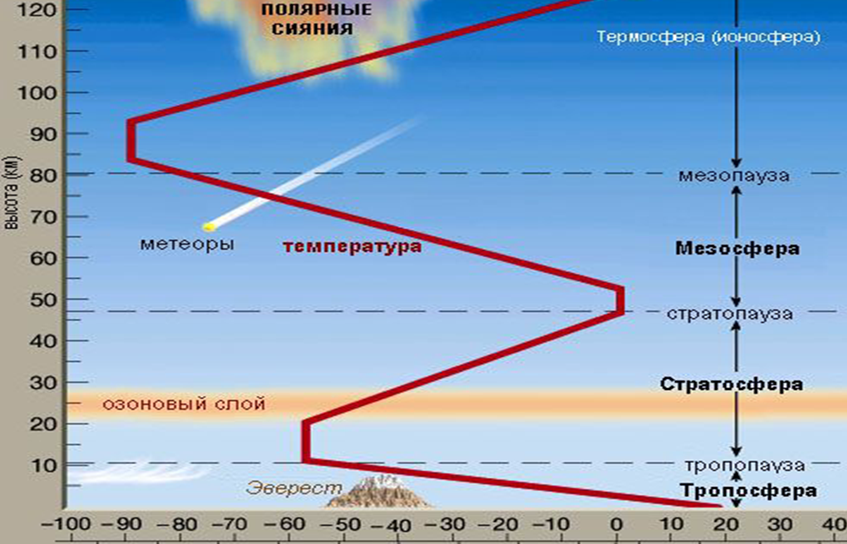 ПОЛЯРНЫЕ
СИЯНИЯ
Термосфера (ионосфера)
мезопауза
метеоры
температура
Мезосфера
стратопауза
Стратосфера
озоновый слой
тропопауза
Эверест
Тропосфера
высота (км)
120
110
100
90
80
70
60
50
40
30
20
10
−100 −90 −80 −70 −60 −50 −40 −30 −20 −10 0 10 20 30 40